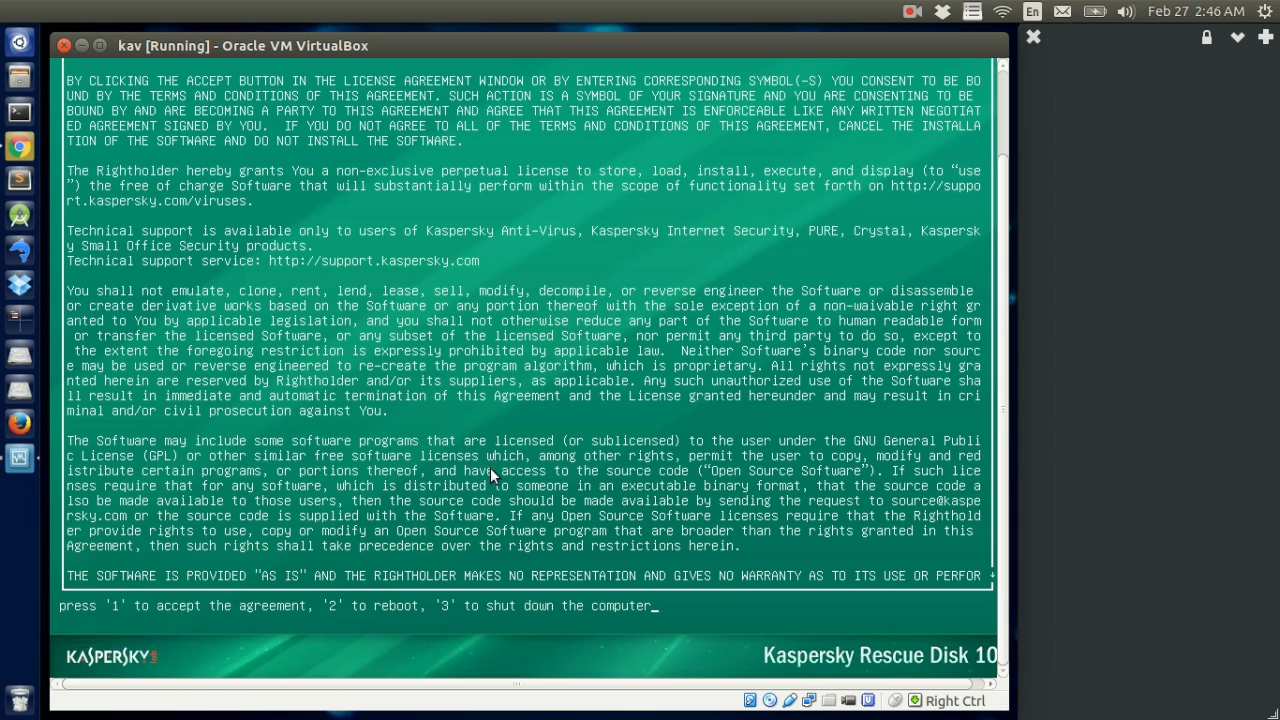 En
Feb 27 2:46 AM
kav [Running] - Oracle VM VirtualBox
BY CLICKING THE ACCEPT BUTTON IN THE LICENSE AGREEMENT WINDOW OR BY ENTERING CORRESPONDING SYMBOL(-S) YOU CONSENT TO BE BO
UND BY THE TERMS AND CONDITIONS OF THIS AGREEMENT. SUCH ACTION IS A SYMBOL OF YOUR SIGNATURE AND YOU ARE CONSENTING TO BE
BOUND BY AND ARE BECOMING A PARTY TO THIS AGREEMENT AND AGREE THAT THIS AGREEMENT IS ENFORCEABLE LIKE ANY WRITTEN NEGOTIAT
ED AGREEMENT SIGNED BY YOU.  IF YOU DO NOT AGREE TO ALL OF THE TERMS AND CONDITIONS OF THIS AGREEMENT, CANCEL THE INSTALLA
TION OF THE SOFTWARE AND DO NOT INSTALL THE SOFTWARE.
The Rightholder hereby grants You a non-exclusive perpetual license to store, load, install, execute, and display (to “use
”) the free of charge Software that will substantially perform within the scope of functionality set forth on http://suppo
rt.kaspersky.com/viruses.
Technical support is available only to users of Kaspersky Anti-Virus, Kaspersky Internet Security, PURE, Crystal, Kaspersk
y Small Office Security products.
Technical support service: http://support.kaspersky.com
You shall not emulate, clone, rent, lend, lease, sell, modify, decompile, or reverse engineer the Software or disassemble
or create derivative works based on the Software or any portion thereof with the sole exception of a non-waivable right gr
anted to You by applicable legislation, and you shall not otherwise reduce any part of the Software to human readable form
or transfer the licensed Software, or any subset of the licensed Software, nor permit any third party to do so, except to
the extent the foregoing restriction is expressly prohibited by applicable law.  Neither Software’s binary code nor sourc
e may be used or reverse engineered to re-create the program algorithm, which is proprietary. All rights not expressly gra
nted herein are reserved by Rightholder and/or its suppliers, as applicable. Any such unauthorized use of the Software sha
ll result in immediate and automatic termination of this Agreement and the License granted hereunder and may result in cri
minal and/or civil prosecution against You.
The Software may include some software programs that are licensed (or sublicensed) to the user under the GNU General Publi
c License (GPL) or other similar free software licenses which, among other rights, permit the user to copy, modify and red
istribute certain programs, or portions thereof, and have access to the source code (“Open Source Software”). If such lice
nses require that for any software, which is distributed to someone in an executable binary format, that the source code a
lso be made available to those users, then the source code should be made available by sending the request to source@kaspe
rsky.com or the source code is supplied with the Software. If any Open Source Software licenses require that the Righthold
er provide rights to use, copy or modify an Open Source Software program that are broader than the rights granted in this
Agreement, then such rights shall take precedence over the rights and restrictions herein.
THE SOFTWARE IS PROVIDED "AS IS" AND THE RIGHTHOLDER MAKES NO REPRESENTATION AND GIVES NO WARRANTY AS TO ITS USE OR PERFOR
press '1' to accept the agreement, '2' to reboot, '3' to shut down the computer_
KASPERSKY lab
Kaspersky Rescue Disk 10
Right Ctrl